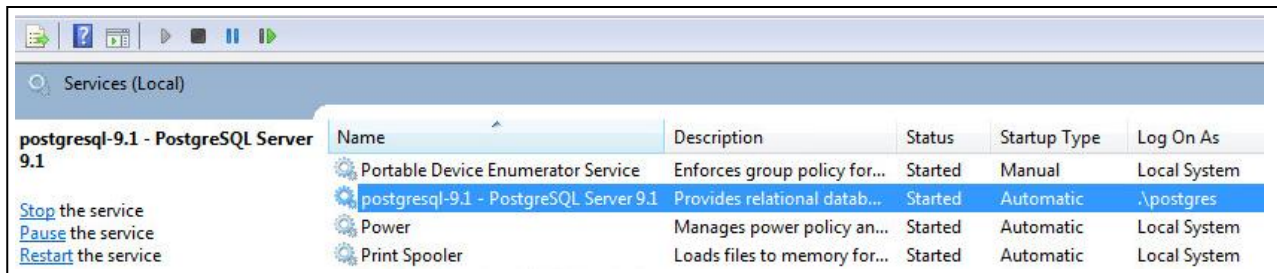 Services (Local)
postgresql-9.1 - PostgreSQL Server
9.1
Stop the service
Pause the service
Restart the service
Name Description Status Startup Type Log On As
Portable Device Enumerator Service Enforces group policy for... Started Manual Local System
postgresql-9.1 - PostgreSQL Server 9.1 Provides relational datab... Started Automatic .\postgres
Power Manages power policy an... Started Automatic Local System
Print Spooler Loads files to memory for... Started Automatic Local System